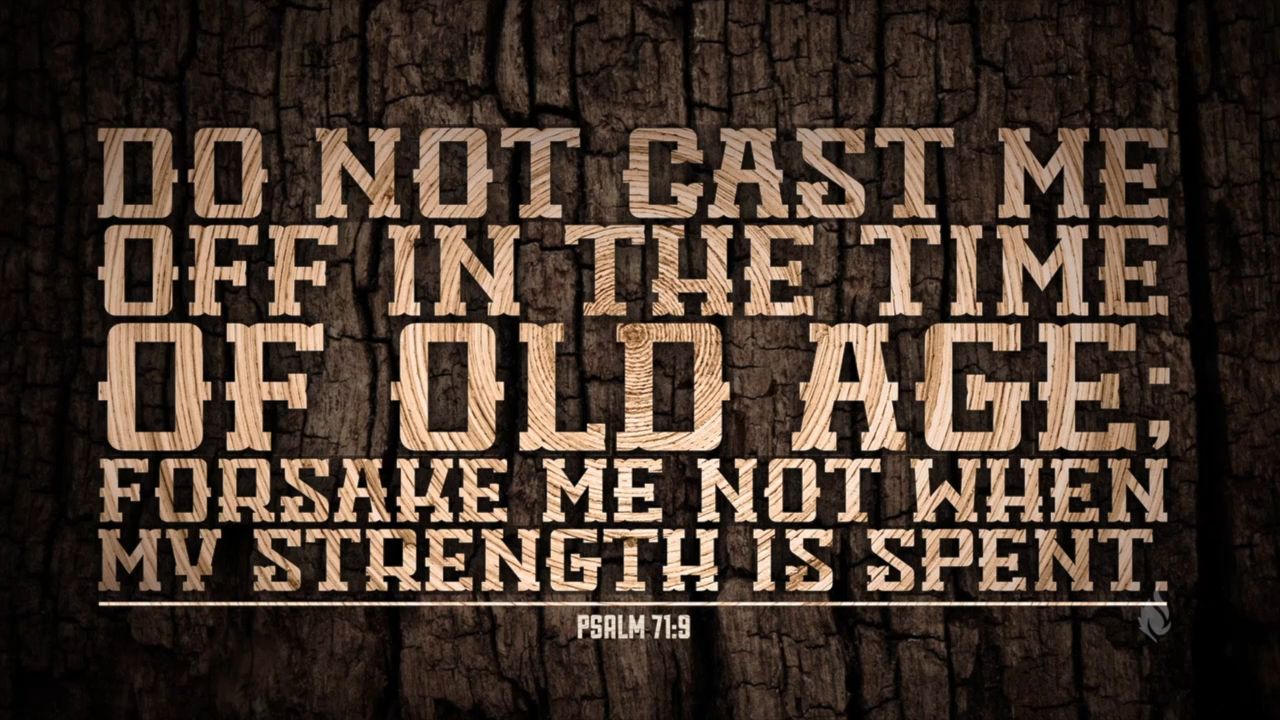 DO NOT CAST ME
OFF IN THE TIME
OF OLD AGE;
FORSAKE ME NOT WHEN
MY STRENGTH IS SPENT.
PSALM 71:9